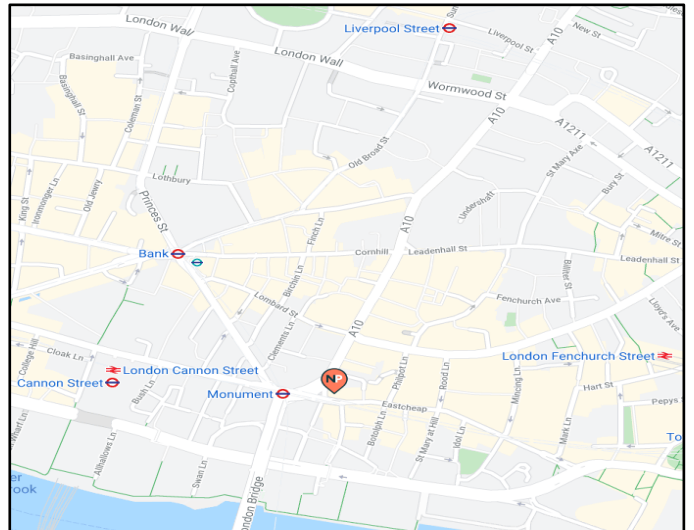 London Wall
Liverpool Street
Liverpool St
New St
A10
Basinghall Ave
London Wall
Copthall Ave
Basinghall St
Coleman St
Wormwood St
A10
A1211
A1211
Old Broad St
St Mary Axe
Bury St
Lothbury
Undershaft
King St
Ironmonger Ln
Old Jewry
Princes St
Finch Ln
Mitre St
Bank
Cornhill
Leadenhall St
Leadenhall St
Billiter St
Birchin Ln
Fenchurch Ave
Lloyd's Ave
Lombard St
A10
Clements Ln
College Hill
Cloak Ln
London Cannon Street
London Fenchurch Street
Cannon Street
Bush Ln
NP
Philpot Ln
Rood Ln
Mincing Ln
Hart St
Monument
Eastcheap
Pepys St
Botolph Ln
St Mary at Hill
Idol Ln
Mark Ln
Allhallows Ln
Swan Ln
London Bridge